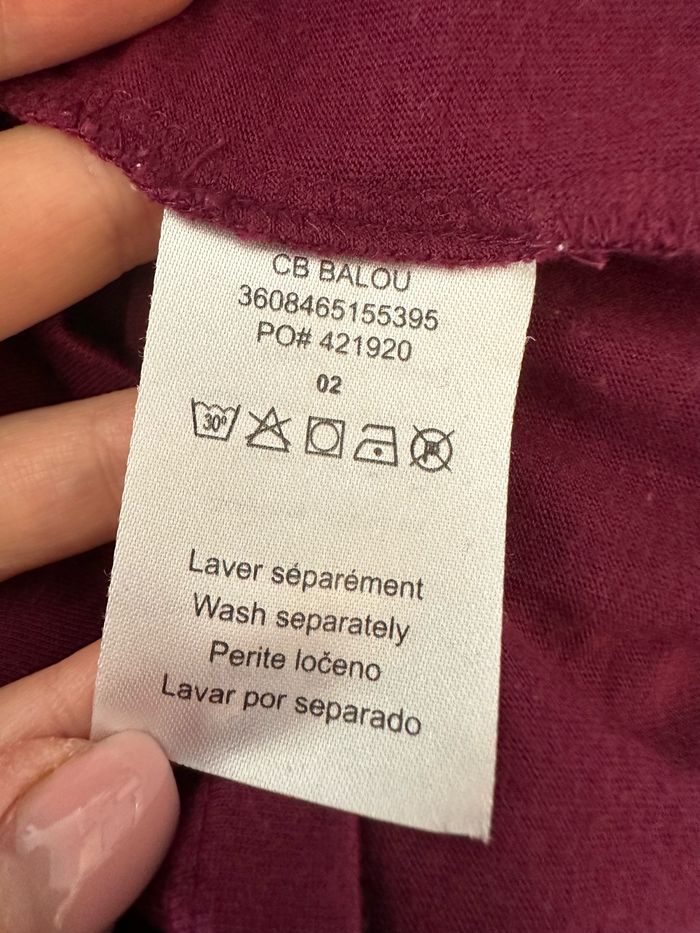 CB BALOU
3608465155395
PO# 421920
02
30°
Laver séparément
Wash separately
Perite ločeno
Lavar por separado